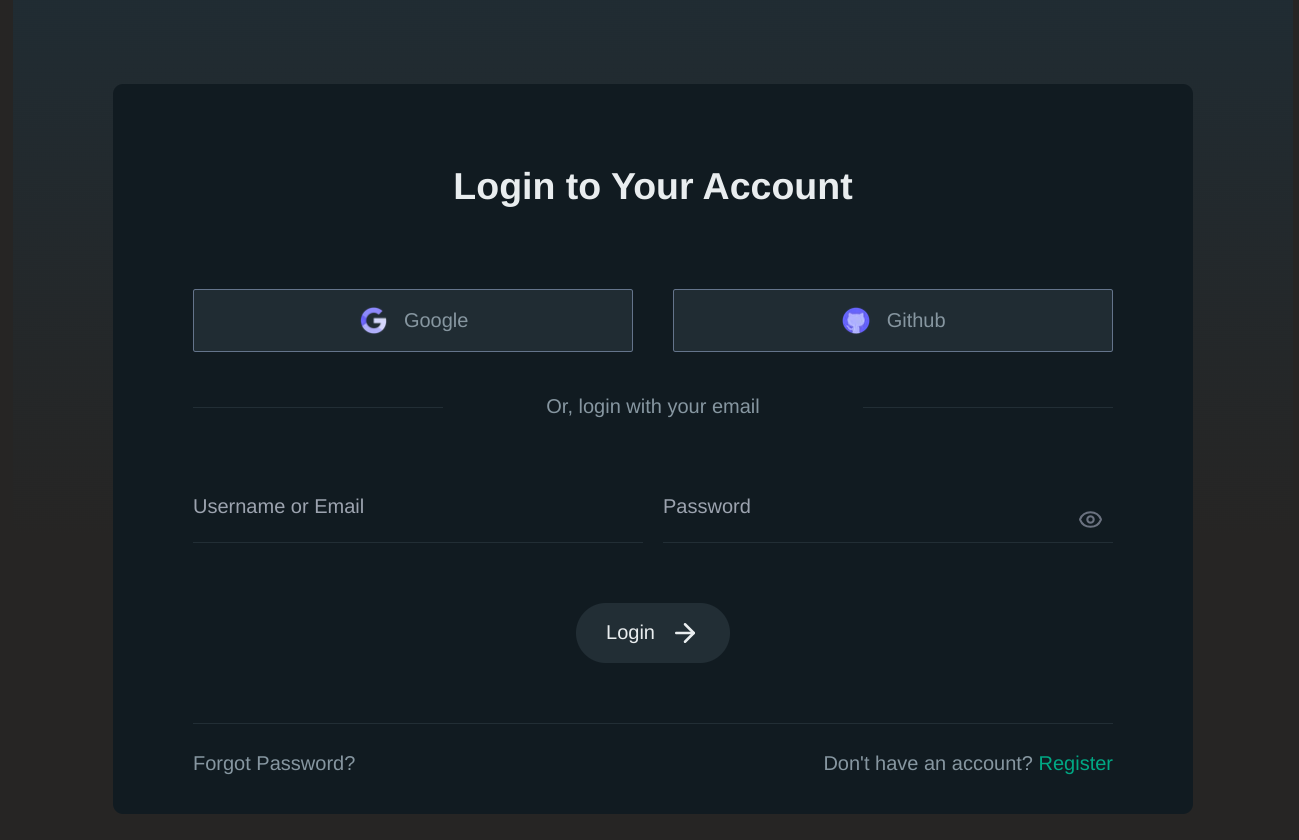 Login to Your Account
Google
Github
Or, login with your email
Username or Email
Password
Login
Forgot Password?
Don't have an account? Register